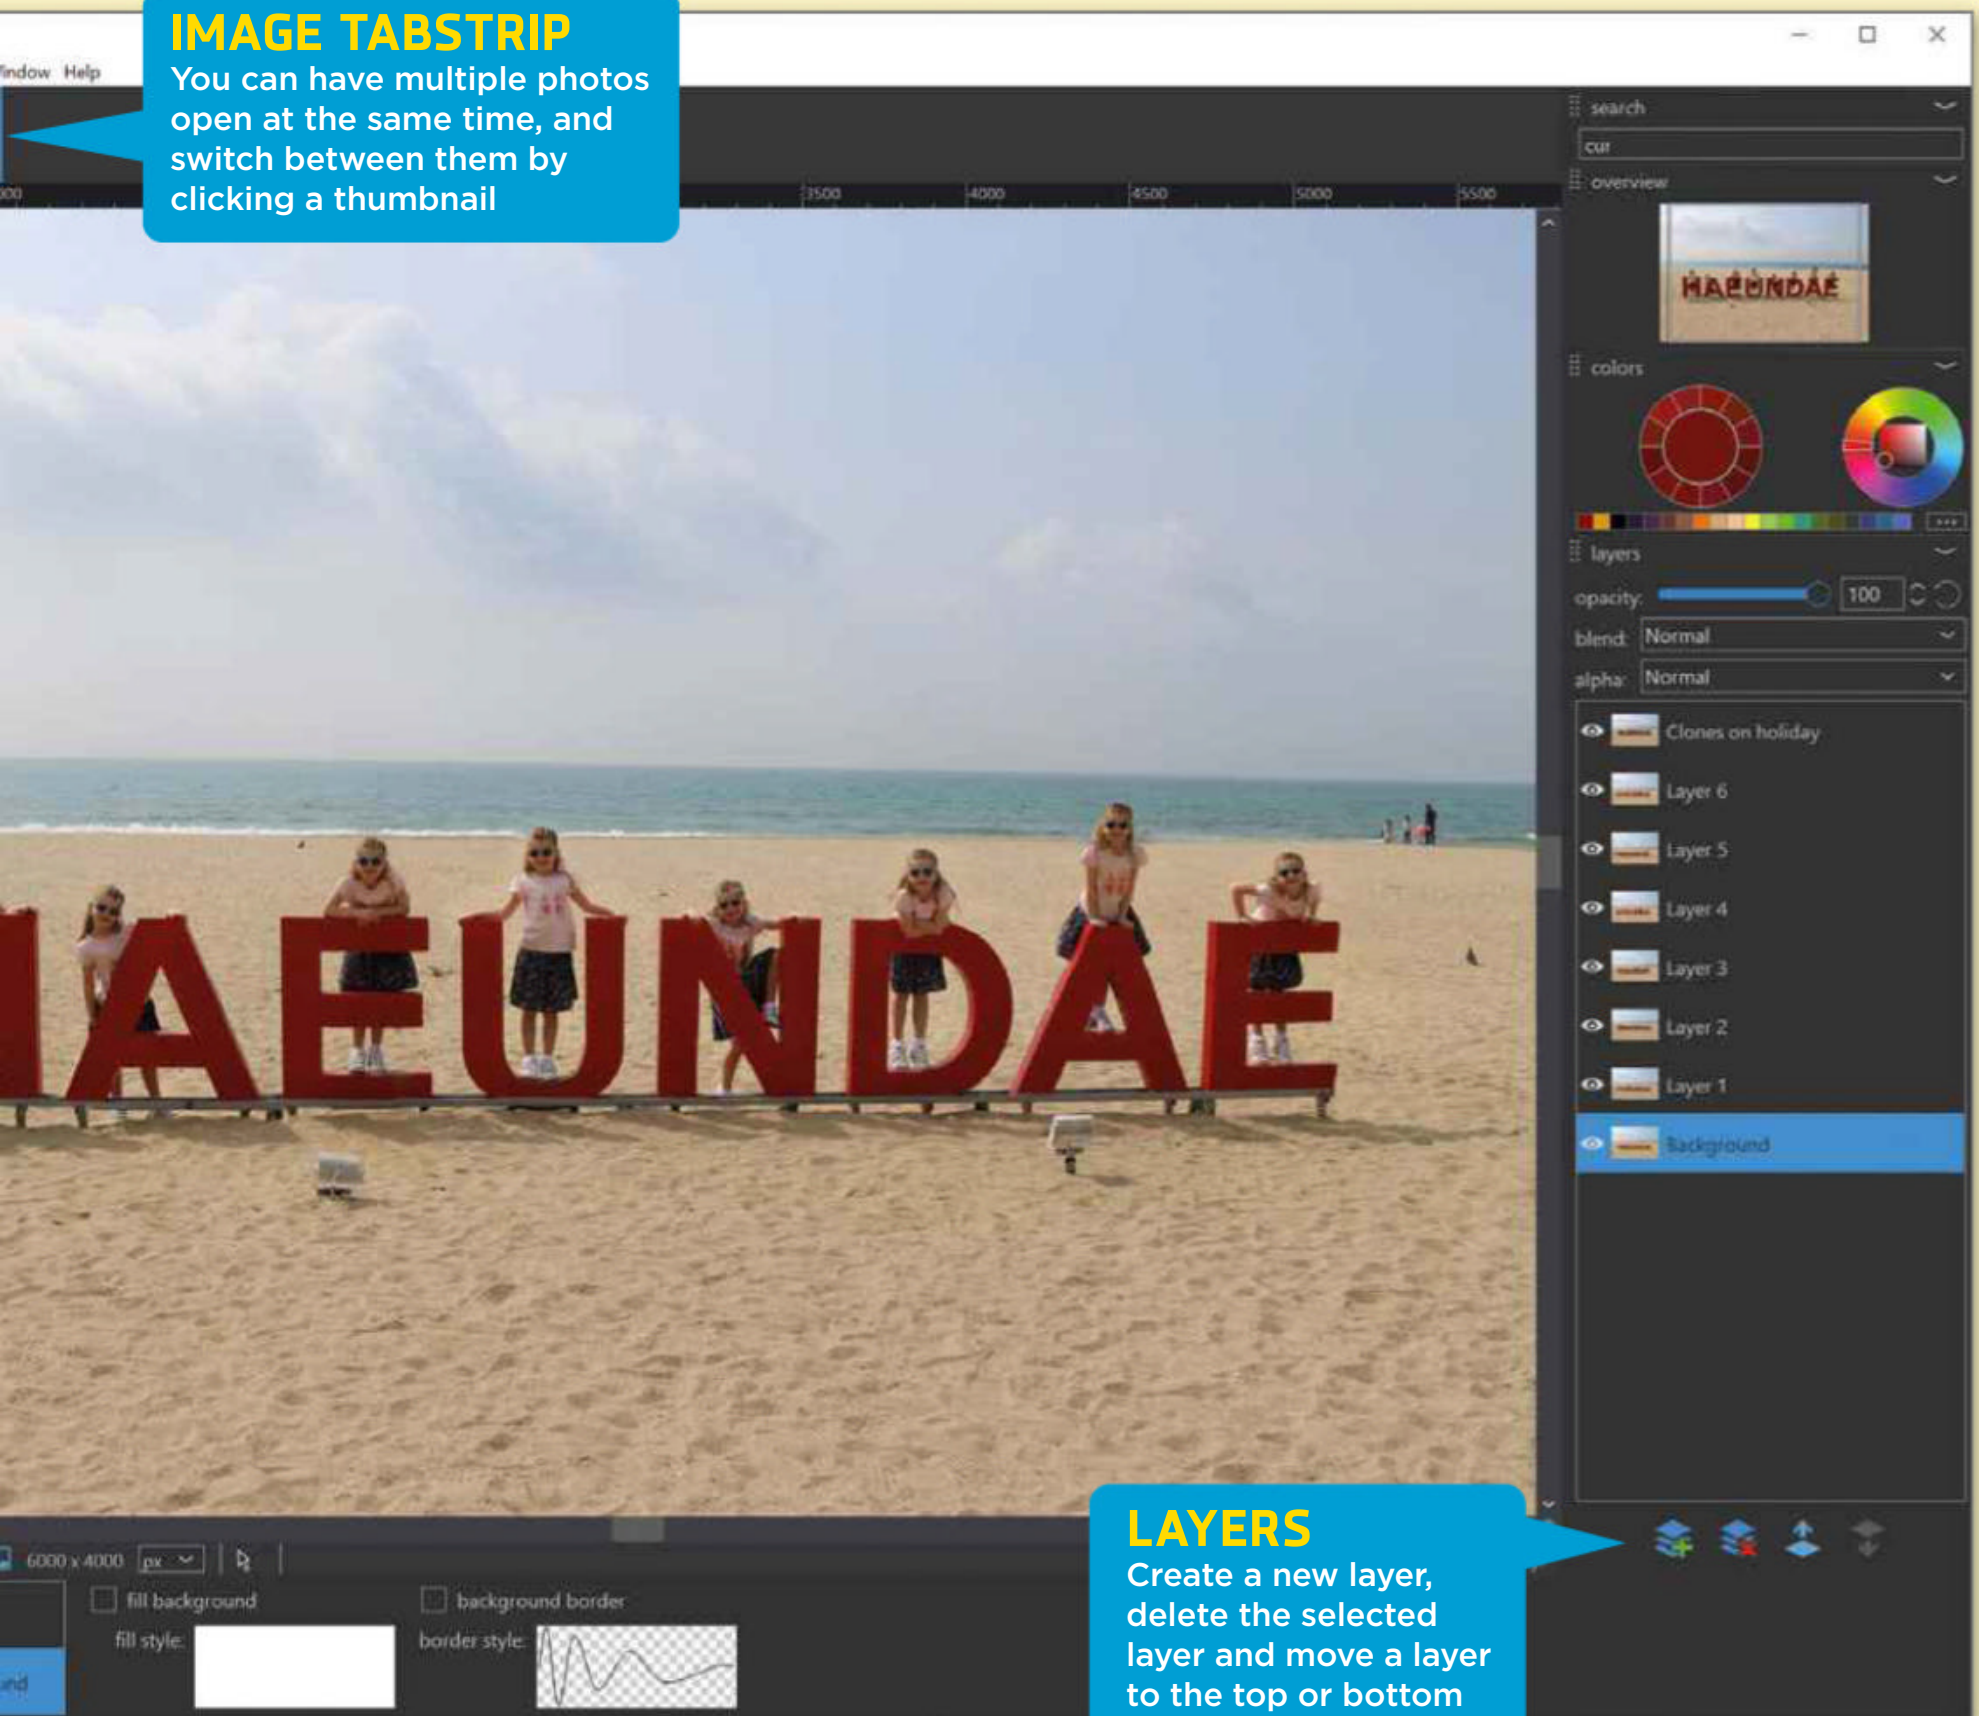 IMAGE TABSTRIP
You can have multiple photos
open at the same time, and
switch between them by
clicking a thumbnail
Help
3500 4000 4500 5000 5500
search
cur
overview
HAEUNDAE
colors
layers
opacity: 100
blend: Normal
alpha: Normal
Clones on holiday
Layer 6
Layer 5
Layer 4
Layer 3
Layer 2
Layer 1
Background
AEUNDAE
6000 x 4000 px
fill background
background border
fill style:
border style:
LAYERS
Create a new layer,
delete the selected
layer and move a layer
to the top or bottom